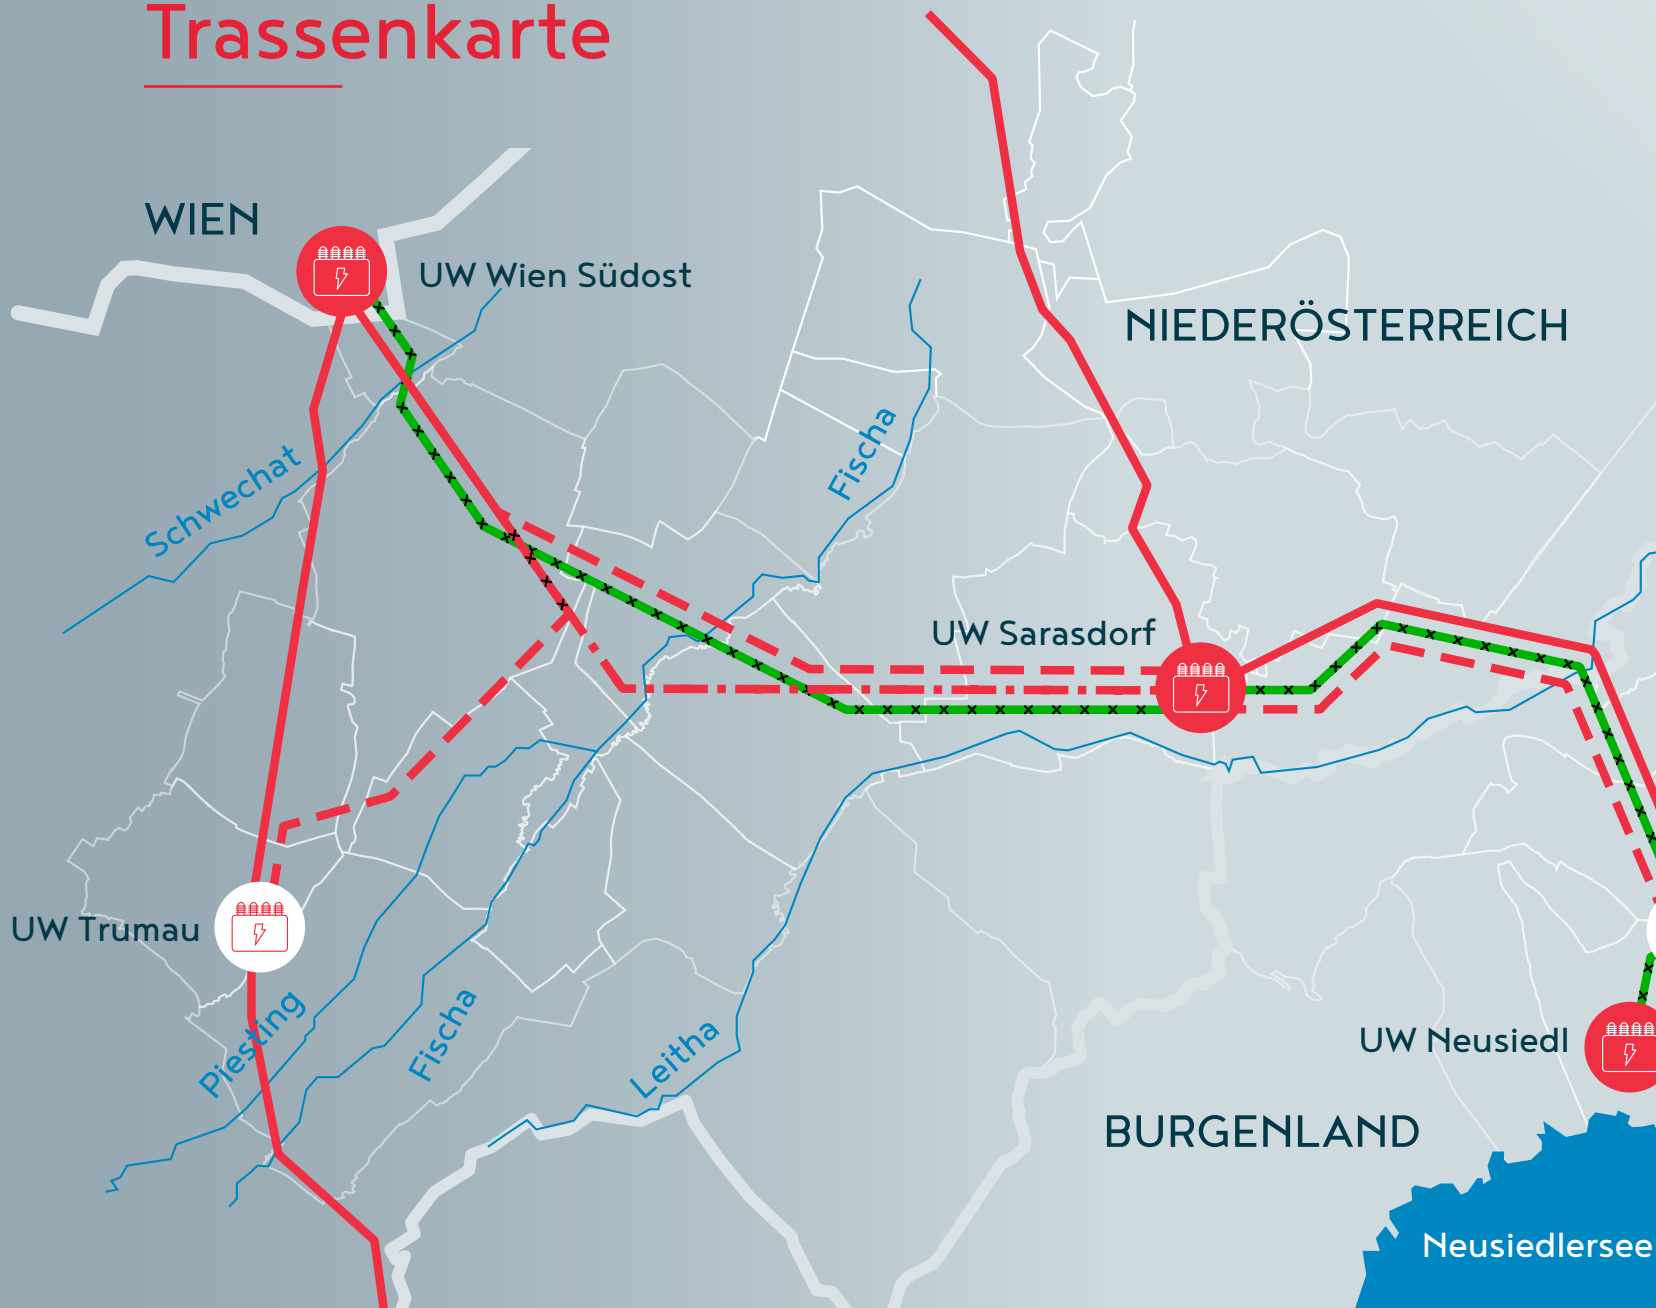 Trassenkarte
WIEN
UW Wien Südost
NIEDERÖSTERREICH
Fischa
Schwechat
UW Sarasdorf
UW Trumau
Piesting
Fischa
Leitha
UW Neusiedl
BURGENLAND
Neusiedlersee